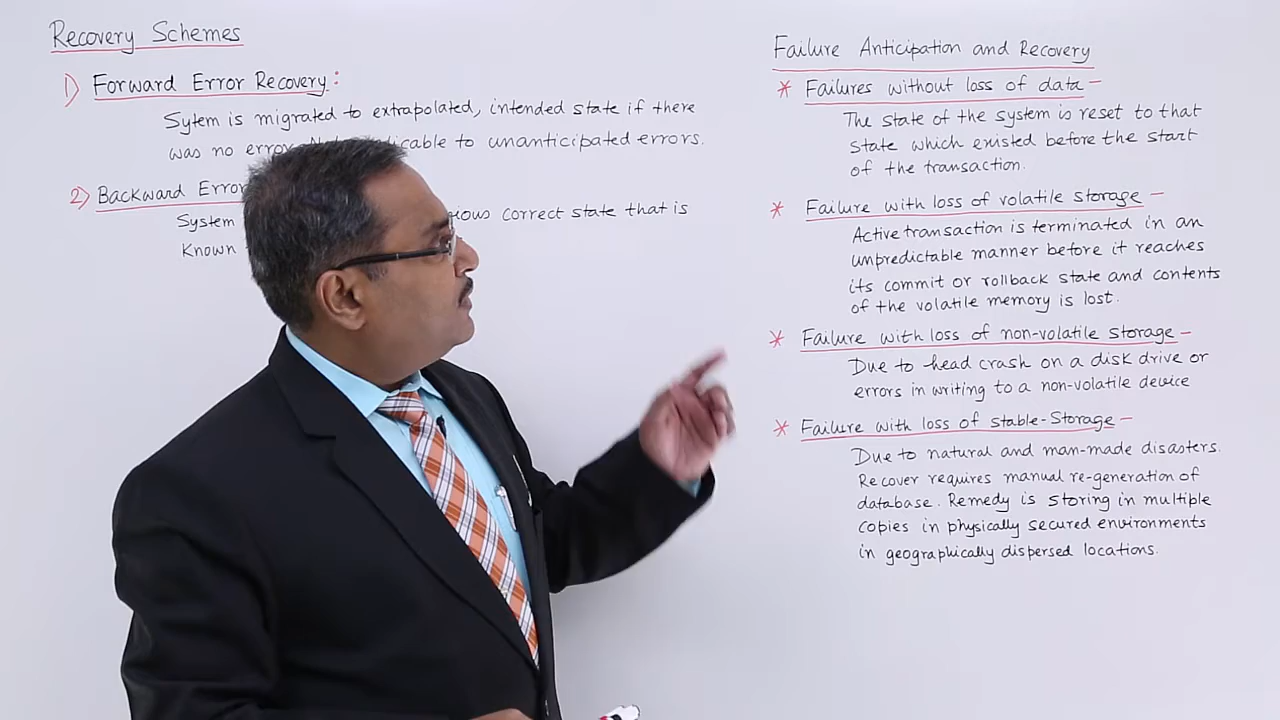 Recovery Schemes
1) Forward Error Recovery:
Sytem is migrated to extrapolated, intended state if there
was no error. to unanticipated errors.
2) Backward Error
System correct state that is
Known
Failure Anticipation and Recovery
* Failures without loss of data -
The state of the system is reset to that
state which existed before the start
of the transaction.
* Failure with loss of volatile storage -
Active transaction is terminated in an
unpredictable manner before it reaches
its commit or rollback state and contents
of the volatile memory is lost.
* Failure with loss of non-volatile storage -
Due to head crash on a disk drive or
errors in writing to a non-volatile device
* Failure with loss of stable-storage -
Due to natural and man-made disasters.
Recover requires manual re-generation of
database. Remedy is storing in multiple
copies in physically secured environments
in geographically dispersed locations.